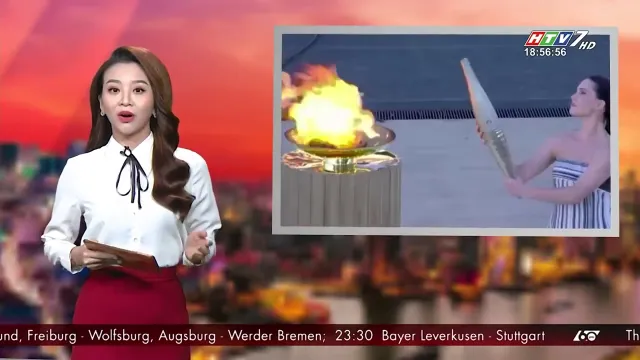 HTV7 HD
18:56:56
und, Freiburg - Wolfsburg, Augsburg - Werder Bremen; 23:30 Bayer Leverkusen - Stuttgart
Th